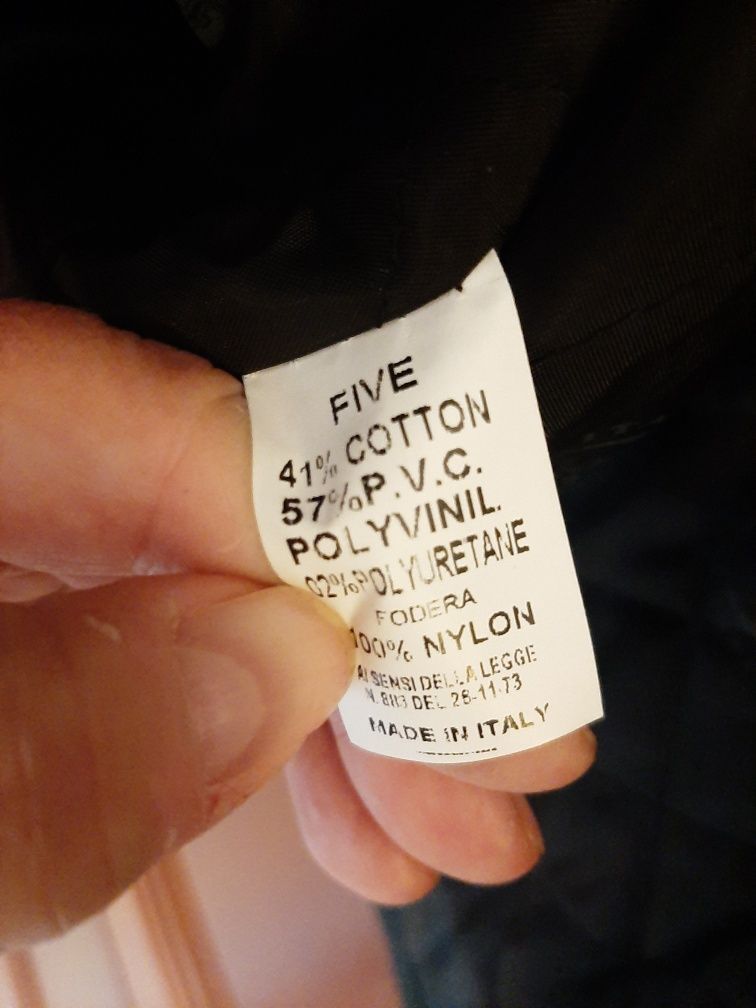 FIVE
41% COTTON
57% P.V.C.
POLYVINIL.
02% POLYURETANE
FODERA
100% NYLON
AI SENSI DELLA LEGGE
N. 883 DEL 26-11-73
MADE IN ITALY